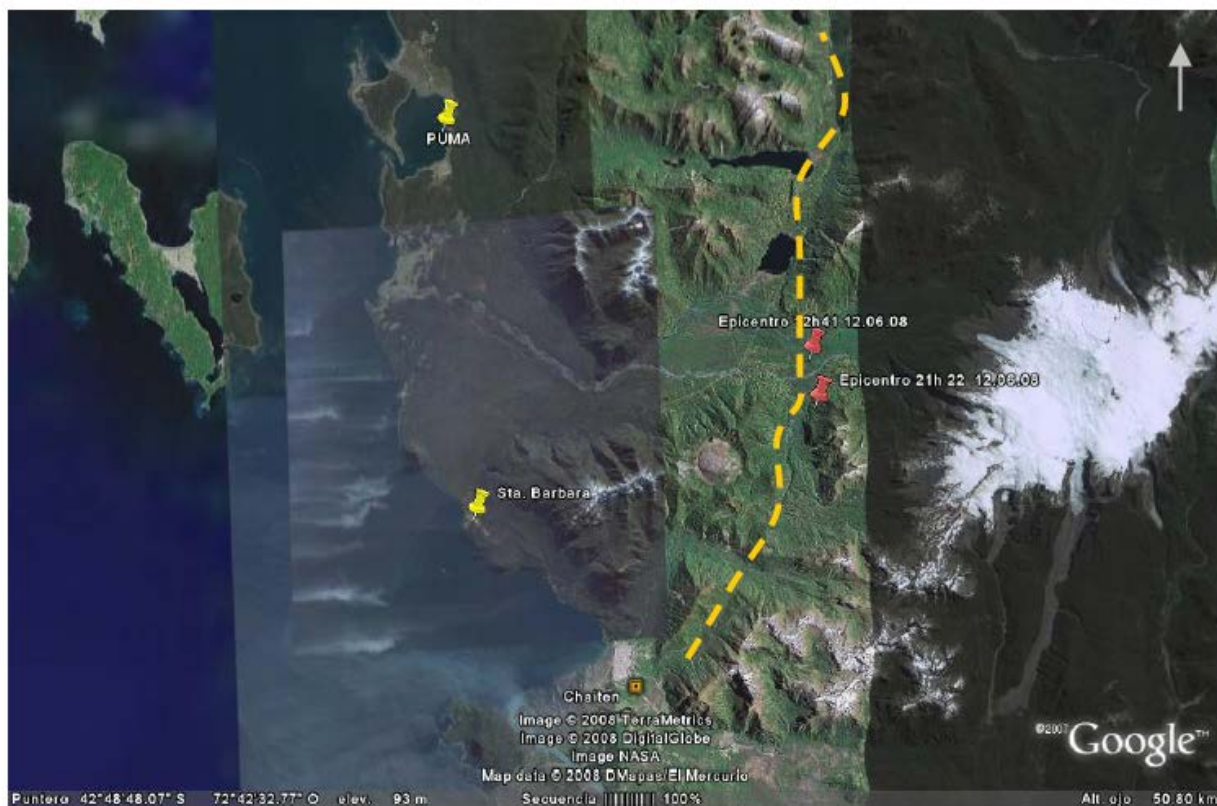 PUMA
Epicentro 12h41 12.06.08
Epicentro 21h 22 12.06.08
Sta. Barbara
Chaiten
Image © 2008 TerraMetrics
Image © 2008 DigitalGlobe
Image NASA
Map data © 2008 DMapas/El Mercurio
©2007 Google™
Puntero 42°48'48.07" S 72°42'32.77" O elev. 93 m Secuencia 100% Alt. ojo 50.80 km